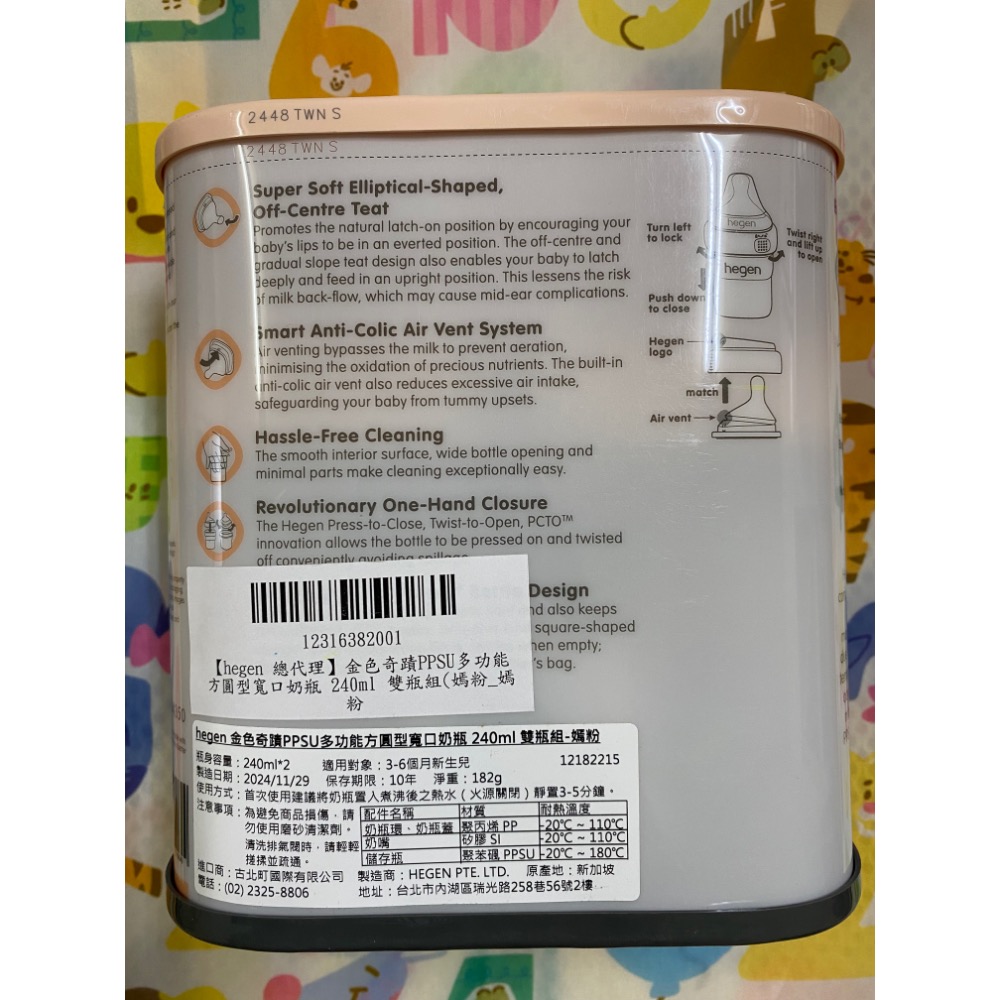 2448 TWN S
2448 TWN S
Super Soft Elliptical-Shaped,
Off-Centre Teat
Promotes the natural latch-on position by encouraging your
baby's lips to be in an everted position. The off-centre and
gradual slope teat design also enables your baby to latch
deeply and feed in an upright position. This lessens the risk
of milk back-flow, which may cause mid-ear complications.
Smart Anti-Colic Air Vent System
Air venting bypasses the milk to prevent aeration,
minimising the oxidation of precious nutrients. The built-in
anti-colic air vent also reduces excessive air intake,
safeguarding your baby from tummy upsets.
Hassle-Free Cleaning
The smooth interior surface, wide bottle opening and
minimal parts make cleaning exceptionally easy.
Revolutionary One-Hand Closure
The Hegen Press-to-Close, Twist-to-Open, PCTO™
innovation allows the bottle to be pressed on and twisted
off conveniently avoiding spillage
Design
and also keeps
square-shaped
when empty;
's bag.
Turn left
to lock
hegen
Twist right
and lift up
to open
hegen
Push down
to close
Hegen
logo
match
Air vent
12316382001
【hegen 總代理】金色奇蹟PPSU多功能
方圓型寬口奶瓶 240ml 雙瓶組(嫣粉_嫣
粉
hegen 金色奇蹟PPSU多功能方圓型寬口奶瓶 240ml 雙瓶組-嫣粉
瓶身容量：240ml*2 適用對象：3-6個月新生兒 12182215
製造日期：2024/11/29 保存期限：10年 淨重：182g
使用方式：首次使用建議將奶瓶置入煮沸後之熱水（火源關閉）靜置3-5分鐘。
注意事項：為避免商品損傷，請
勿使用磨砂清潔劑。
清洗排氣閥時，請輕輕
搓揉並疏通。
配件名稱 材質 耐熱溫度
奶瓶環、奶瓶蓋 聚丙烯 PP -20℃ ~ 110℃
奶嘴 矽膠 SI -20℃ ~ 110℃
儲存瓶 聚苯碸 PPSU -20℃ ~ 180℃
進口商：古北町國際有限公司 製造商：HEGEN PTE. LTD. 原產地：新加坡
電話：(02) 2325-8806 地址：台北市內湖區瑞光路258巷56號2樓